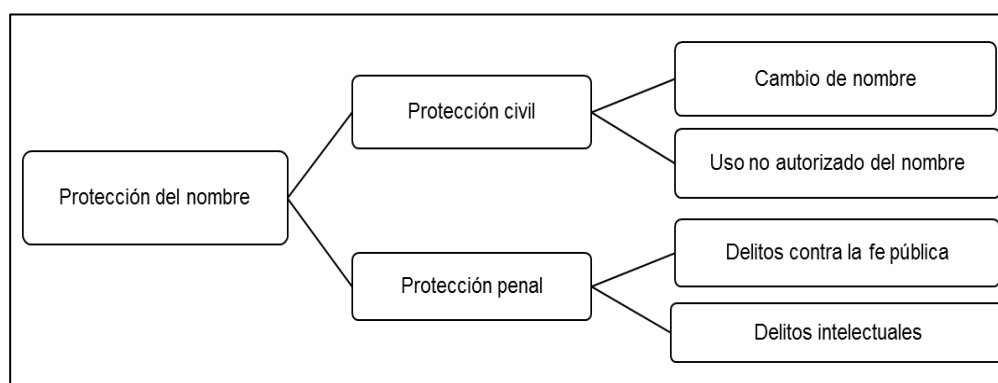 Protección del nombre
Protección civil
Cambio de nombre
Uso no autorizado del nombre
Protección penal
Delitos contra la fe pública
Delitos intelectuales